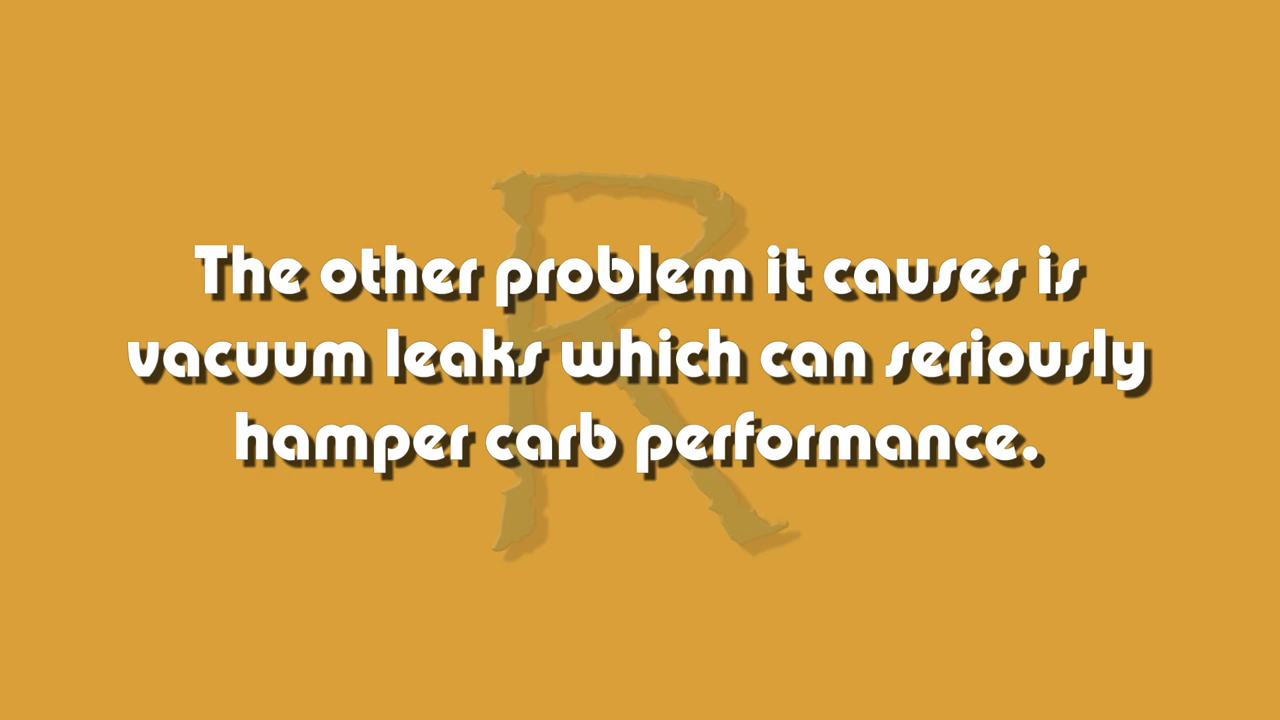 The other problem it causes is
vacuum leaks which can seriously
hamper carb performance.
R